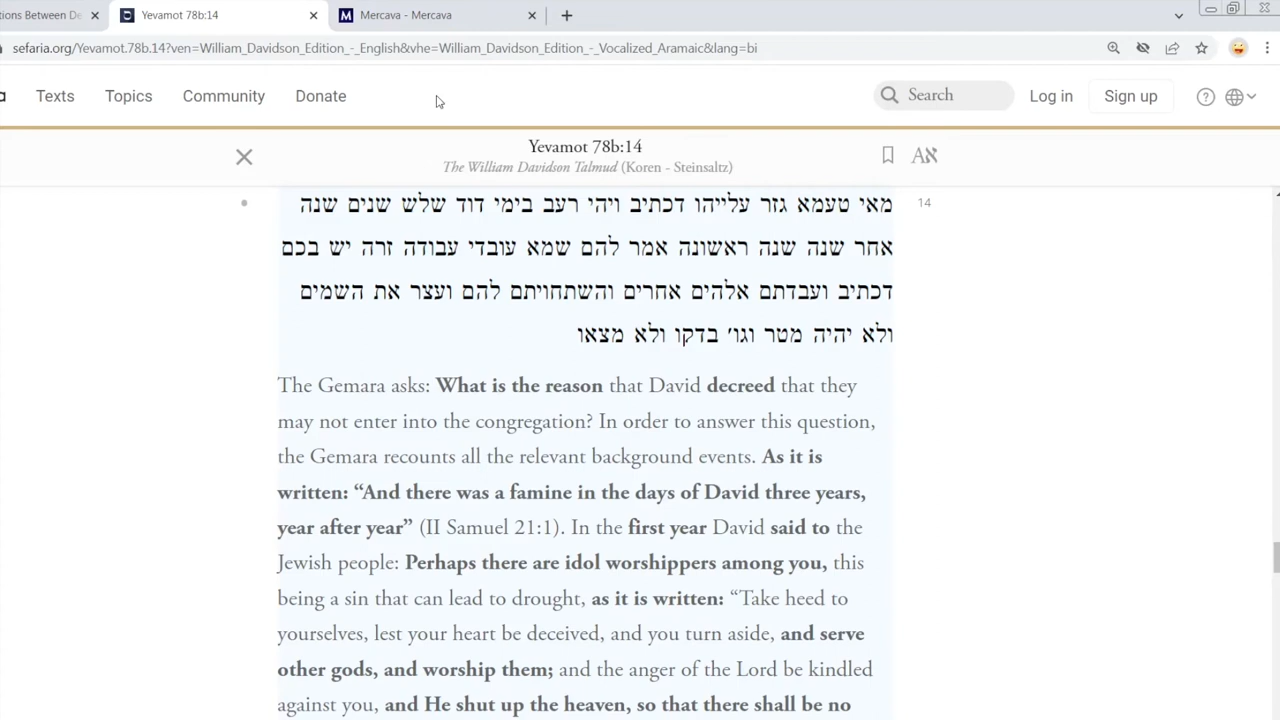 tions Between De
Yevamot 78b:14
Mercava - Mercava
sefaria.org/Yevamot.78b.14?ven=William_Davidson_Edition_-_English&vhe=William_Davidson_Edition_-_Vocalized_Aramaic&lang=bi
a Texts Topics Community Donate Search Log in Sign up
Yevamot 78b:14
The William Davidson Talmud (Koren - Steinsaltz)
אA
מאי טעמא גזר עלייהו דכתיב ויהי רעב בימי דוד שלש שנים שנה 14
אחר שנה שנה ראשונה אמר להם שמא עובדי עבודה זרה יש בכם
דכתיב ועבדתם אלהים אחרים והשתחויתם להם ועצר את השמים
ולא יהיה מטר וגו׳ בדקו ולא מצאו
The Gemara asks: What is the reason that David decreed that they
may not enter into the congregation? In order to answer this question,
the Gemara recounts all the relevant background events. As it is
written: “And there was a famine in the days of David three years,
year after year” (II Samuel 21:1). In the first year David said to the
Jewish people: Perhaps there are idol worshippers among you, this
being a sin that can lead to drought, as it is written: “Take heed to
yourselves, lest your heart be deceived, and you turn aside, and serve
other gods, and worship them; and the anger of the Lord be kindled
against you, and He shut up the heaven, so that there shall be no